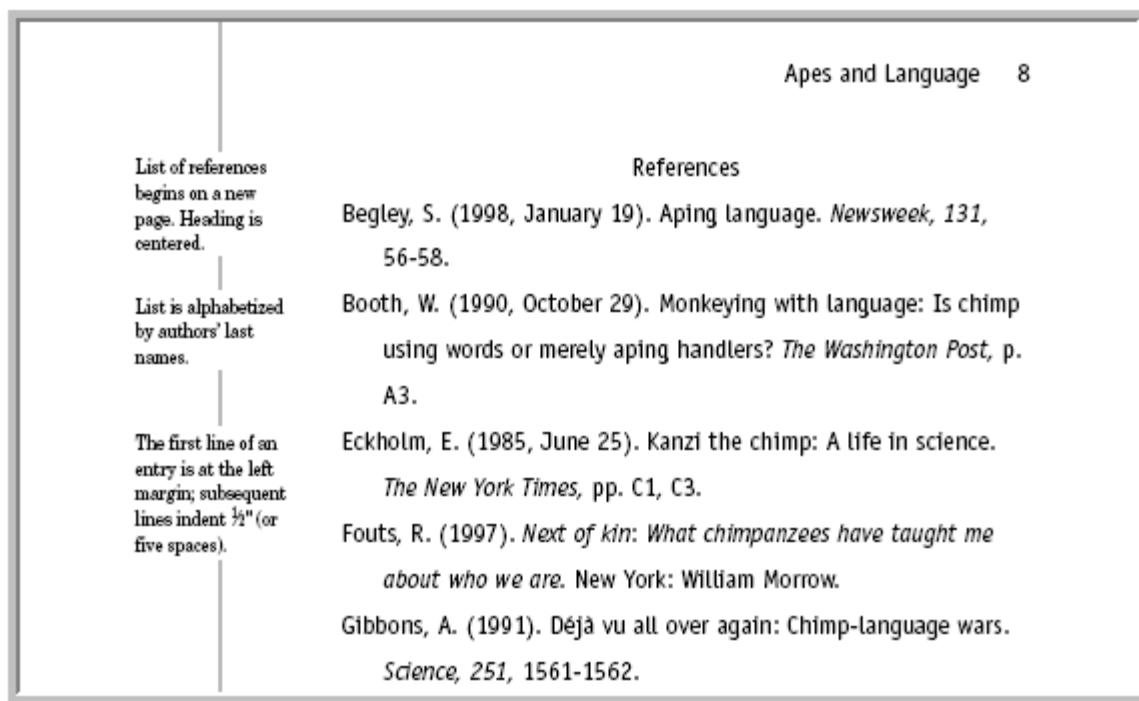 Apes and Language 8
List of references
begins on a new
page. Heading is
centered.
List is alphabetized
by authors' last
names.
The first line of an
entry is at the left
margin; subsequent
lines indent ½" (or
five spaces).
References
Begley, S. (1998, January 19). Aping language. Newsweek, 131,
56-58.
Booth, W. (1990, October 29). Monkeying with language: Is chimp
using words or merely aping handlers? The Washington Post, p.
A3.
Eckholm, E. (1985, June 25). Kanzi the chimp: A life in science.
The New York Times, pp. C1, C3.
Fouts, R. (1997). Next of kin: What chimpanzees have taught me
about who we are. New York: William Morrow.
Gibbons, A. (1991). Déjà vu all over again: Chimp-language wars.
Science, 251, 1561-1562.